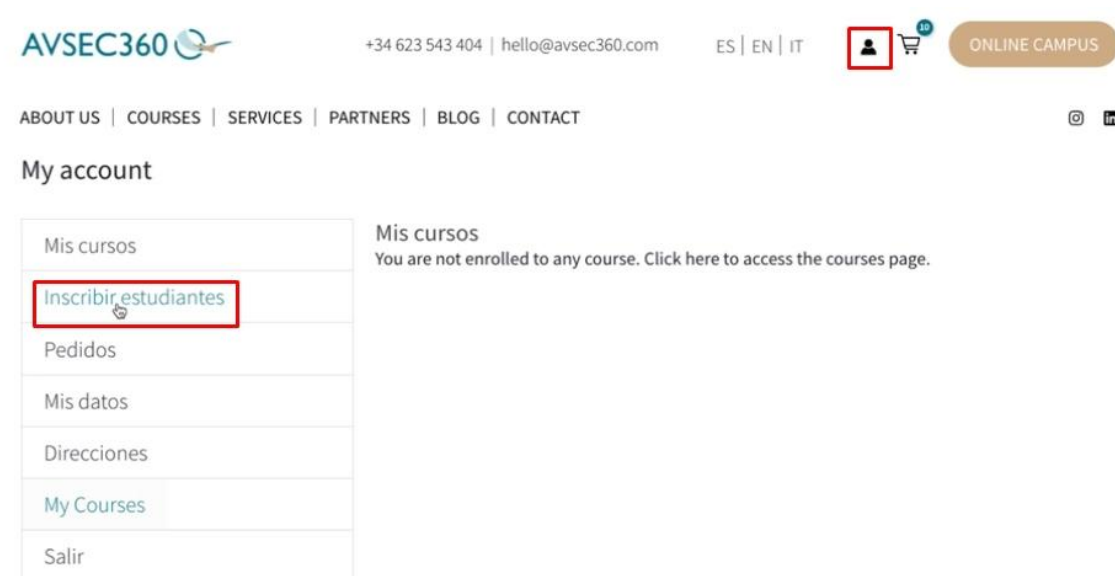 AVSEC360
+34 623 543 404 | hello@avsec360.com
ES | EN | IT
10
ONLINE CAMPUS
ABOUT US | COURSES | SERVICES | PARTNERS | BLOG | CONTACT
My account
Mis cursos
Inscribir estudiantes
Pedidos
Mis datos
Direcciones
My Courses
Salir
Mis cursos
You are not enrolled to any course. Click here to access the courses page.